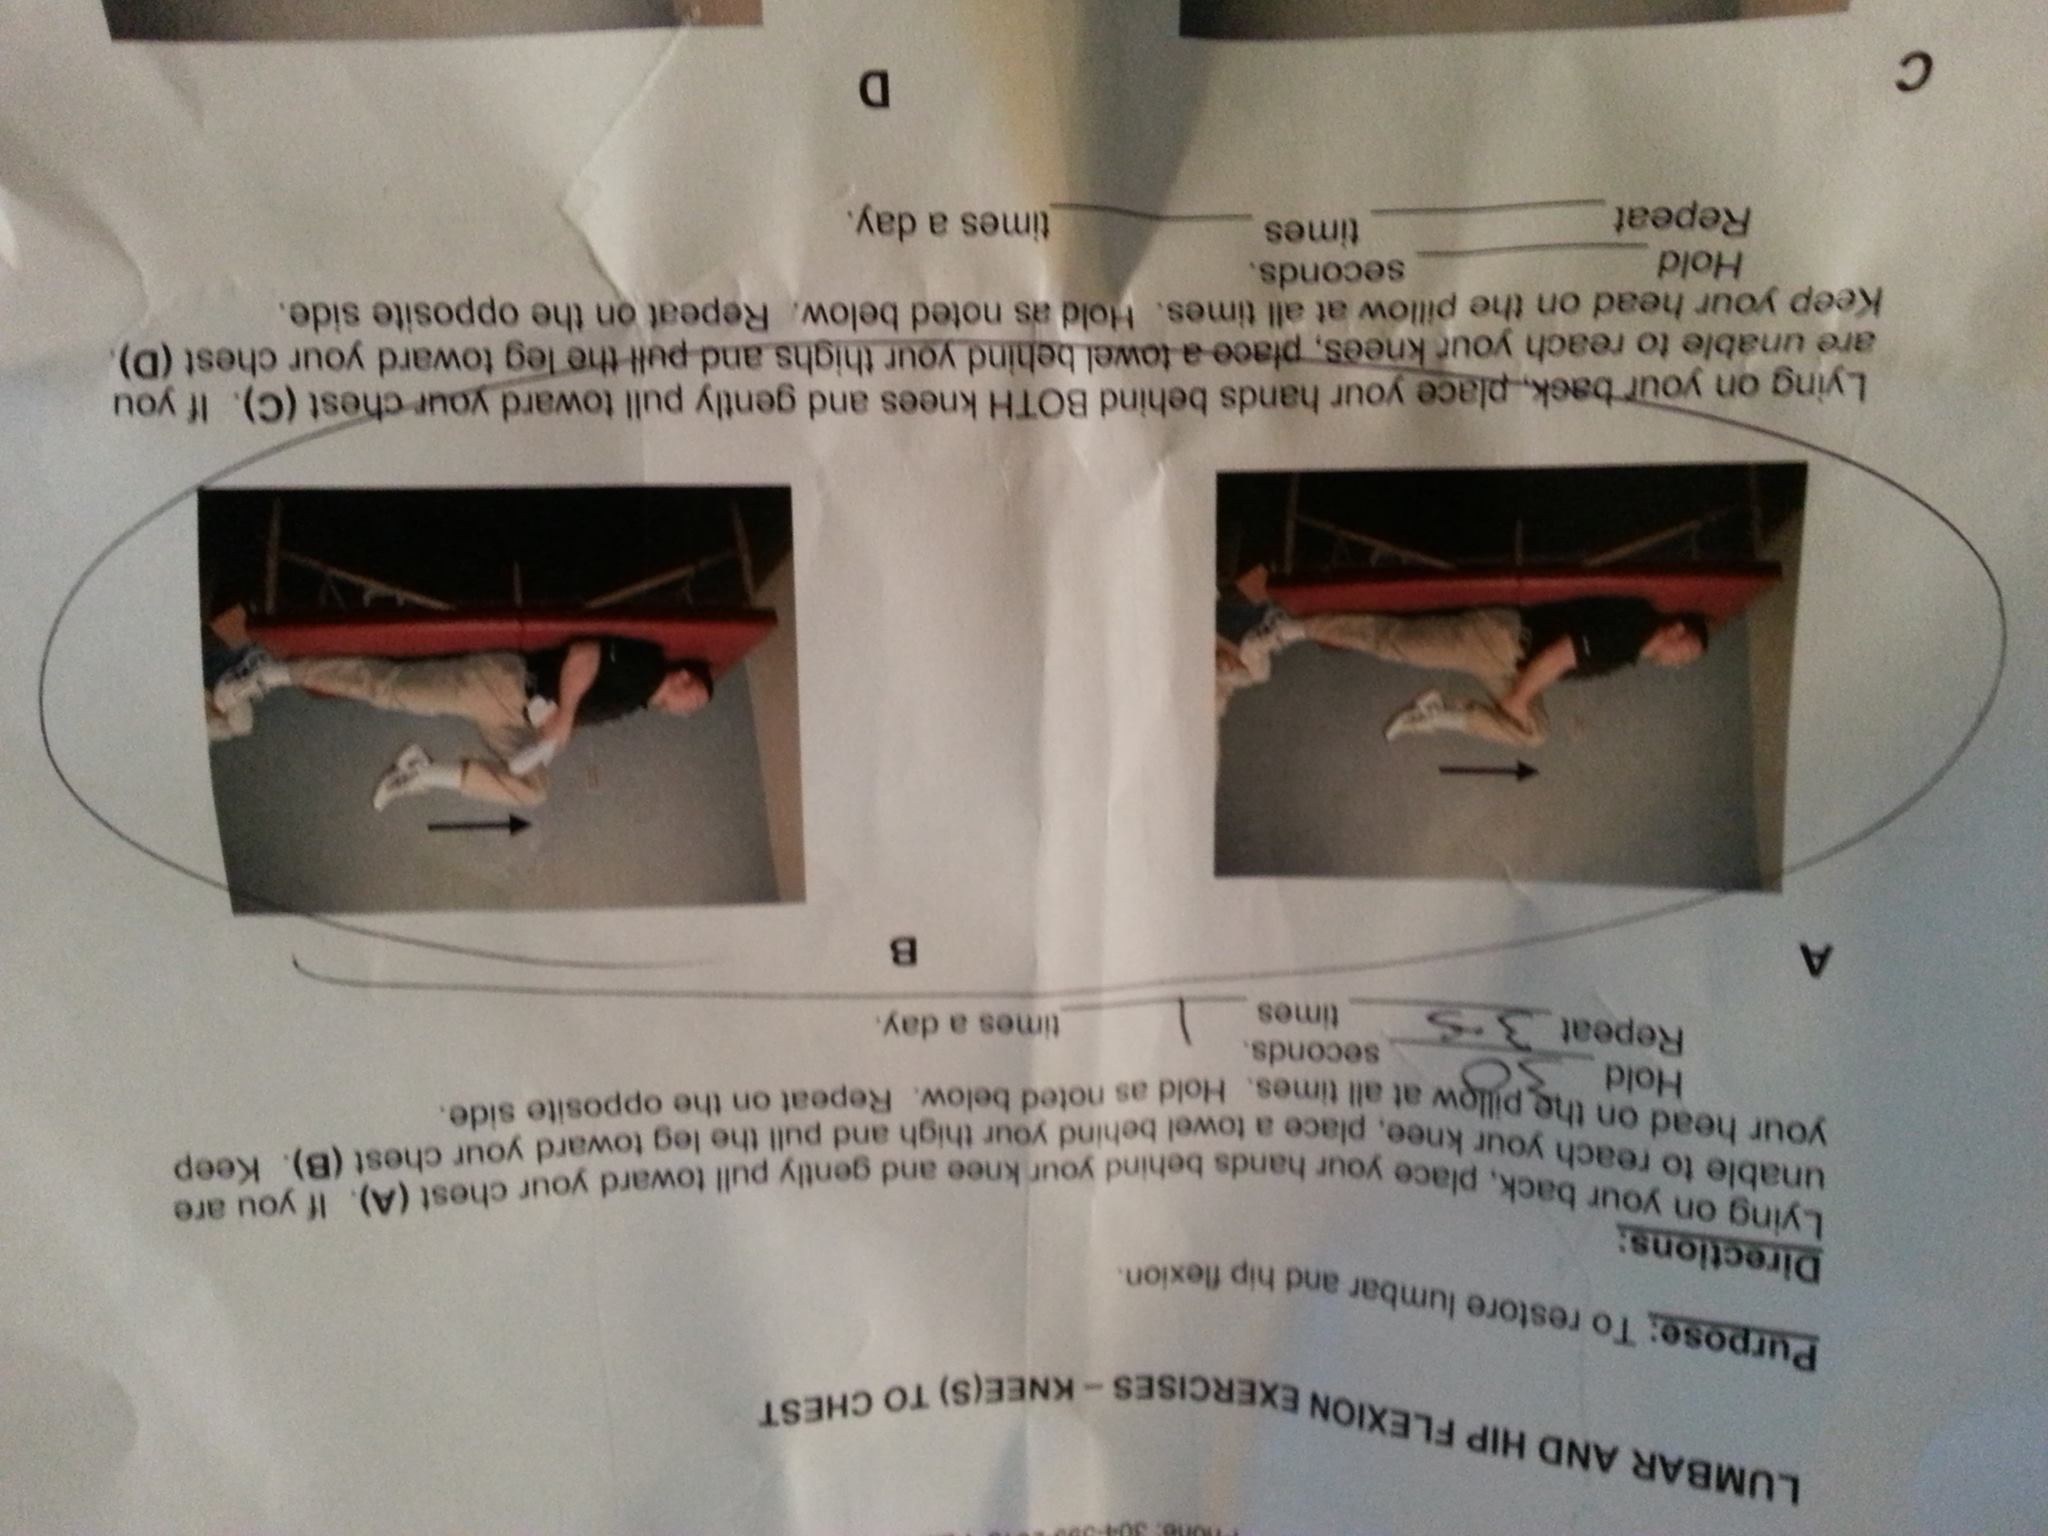 LUMBAR AND HIP FLEXION EXERCISES – KNEE(S) TO CHEST
Purpose: To restore lumbar and hip flexion.
Directions:
Lying on your back, place your hands behind your knee and gently pull toward your chest (A). If you are
unable to reach your knee, place a towel behind your thigh and pull the leg toward your chest (B). Keep
your head on the pillow at all times. Hold as noted below. Repeat on the opposite side.
Hold 30 seconds.
Repeat 3-5 times 1 times a day.
A B
Lying on your back, place your hands behind BOTH knees and gently pull toward your chest (C). If you
are unable to reach your knees, place a towel behind your thighs and pull the leg toward your chest (D).
Keep your head on the pillow at all times. Hold as noted below. Repeat on the opposite side.
Hold ______ seconds.
Repeat ______ times ______ times a day.
C D